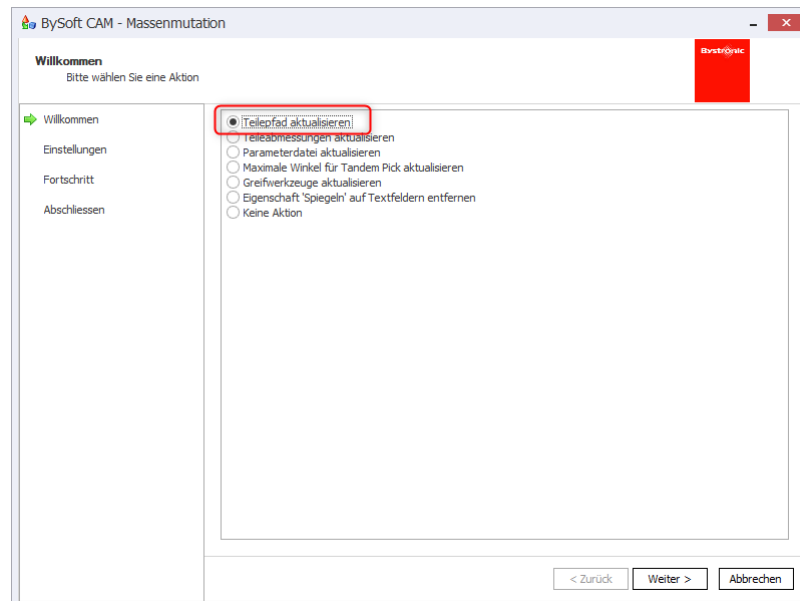 BySoft CAM - Massenmutation
Willkommen
Bitte wählen Sie eine Aktion
Bystronic
Willkommen
Einstellungen
Fortschritt
Abschliessen
Teilepfad aktualisieren
Teileabmessungen aktualisieren
Parameterdatei aktualisieren
Maximale Winkel für Tandem Pick aktualisieren
Greifwerkzeuge aktualisieren
Eigenschaft 'Spiegeln' auf Textfeldern entfernen
Keine Aktion
< Zurück
Weiter >
Abbrechen